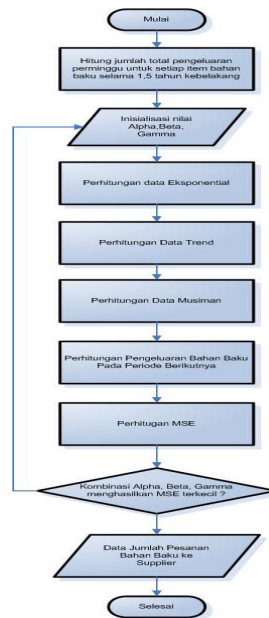 Mulai
Hitung jumlah total pengeluaran
perminggu untuk setiap item bahan
baku selama 1,5 tahun kebelakang
Inisialisasi nilai
Alpha,Beta,
Gamma
Perhitungan data Eksponential
Perhitungan Data Trend
Perhitungan Data Musiman
Perhitungan Pengeluaran Bahan Baku
Pada Periode Berikutnya
Perhitugan MSE
Kombinasi Alpha, Beta, Gamma
menghasilkan MSE terkecil ?
Data Jumlah Pesanan
Bahan Baku ke
Supplier
Selesai